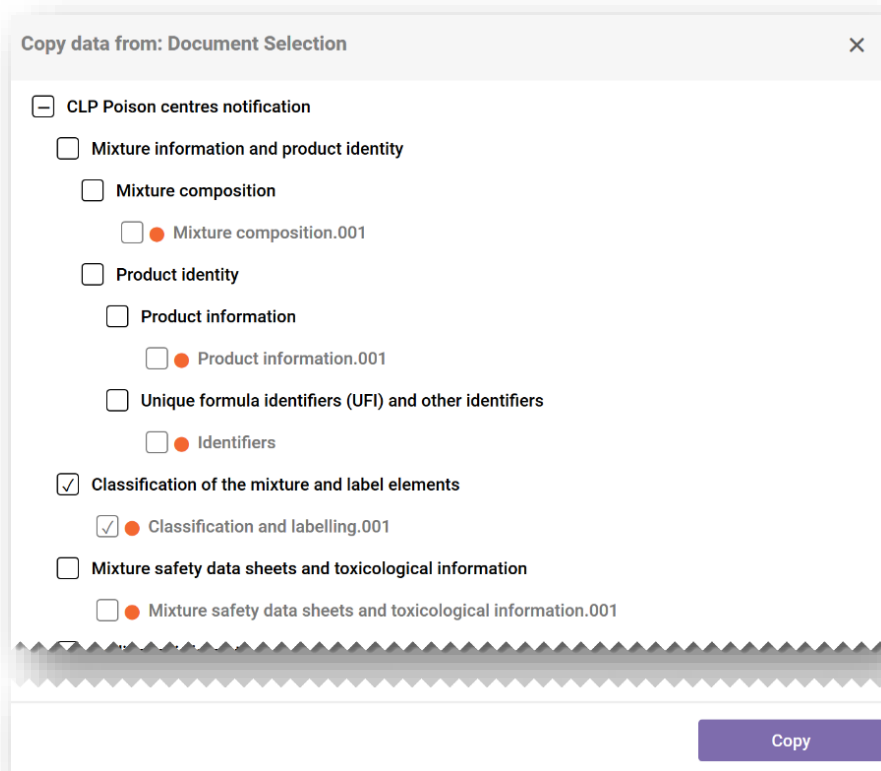 Copy data from: Document Selection
CLP Poison centres notification
Mixture information and product identity
Mixture composition
Mixture composition.001
Product identity
Product information
Product information.001
Unique formula identifiers (UFI) and other identifiers
Identifiers
Classification of the mixture and label elements
Classification and labelling.001
Mixture safety data sheets and toxicological information
Mixture safety data sheets and toxicological information.001
Copy